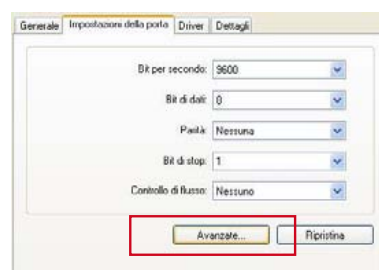 Generale Impostazioni della porta Driver Dettagli
Bit per secondo: 9600
Bit di dati: 8
Parità: Nessuna
Bit di stop: 1
Controllo di flusso: Nessuno
Avanzate... Ripristina